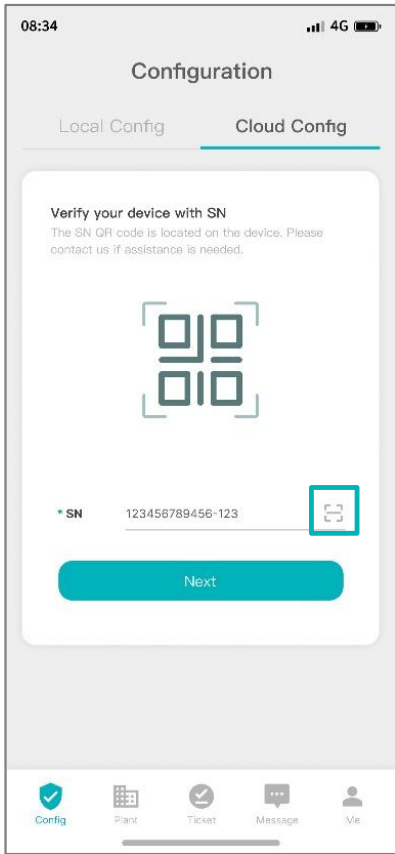 08:34 4G
Configuration
Local Config Cloud Config
Verify your device with SN
The SN QR code is located on the device. Please
contact us if assistance is needed.
* SN 123456789456-123
Next
Config Plant Ticket Message Me